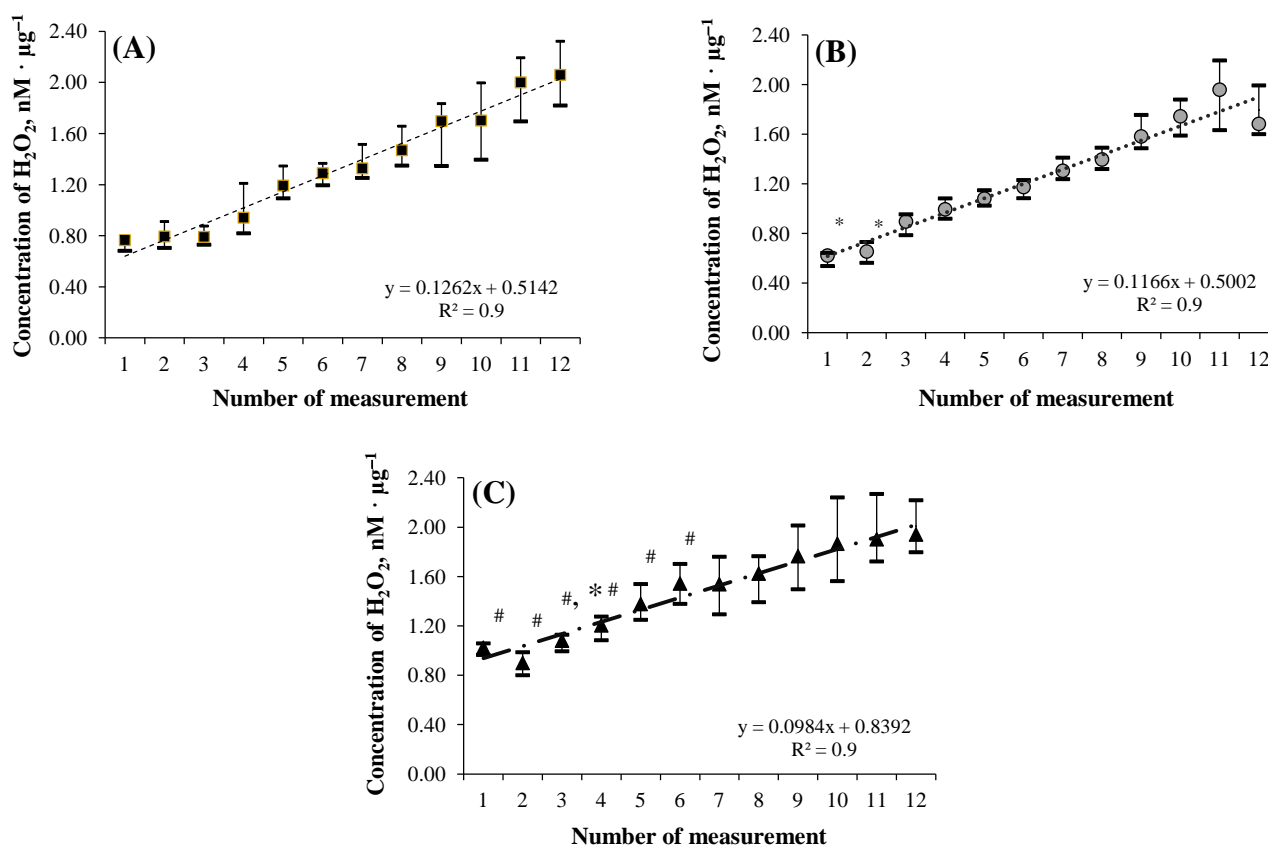 (A)
Concentration of H₂O₂, nM · µg⁻¹
2.40
2.00
1.60
1.20
0.80
0.40
0.00
y = 0.1262x + 0.5142
R² = 0.9
1 2 3 4 5 6 7 8 9 10 11 12
Number of measurement
(B)
Concentration of H₂O₂, nM · µg⁻¹
2.40
2.00
1.60
1.20
0.80
0.40
0.00
* *
y = 0.1166x + 0.5002
R² = 0.9
1 2 3 4 5 6 7 8 9 10 11 12
Number of measurement
(C)
Concentration of H₂O₂, nM · µg⁻¹
2.40
2.00
1.60
1.20
0.80
0.40
0.00
# # #, * # # #
y = 0.0984x + 0.8392
R² = 0.9
1 2 3 4 5 6 7 8 9 10 11 12
Number of measurement